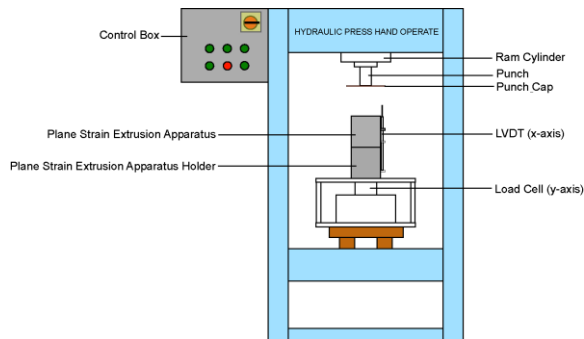 Control Box
HYDRAULIC PRESS HAND OPERATE
Ram Cylinder
Punch
Punch Cap
Plane Strain Extrusion Apparatus
LVDT (x-axis)
Plane Strain Extrusion Apparatus Holder
Load Cell (y-axis)